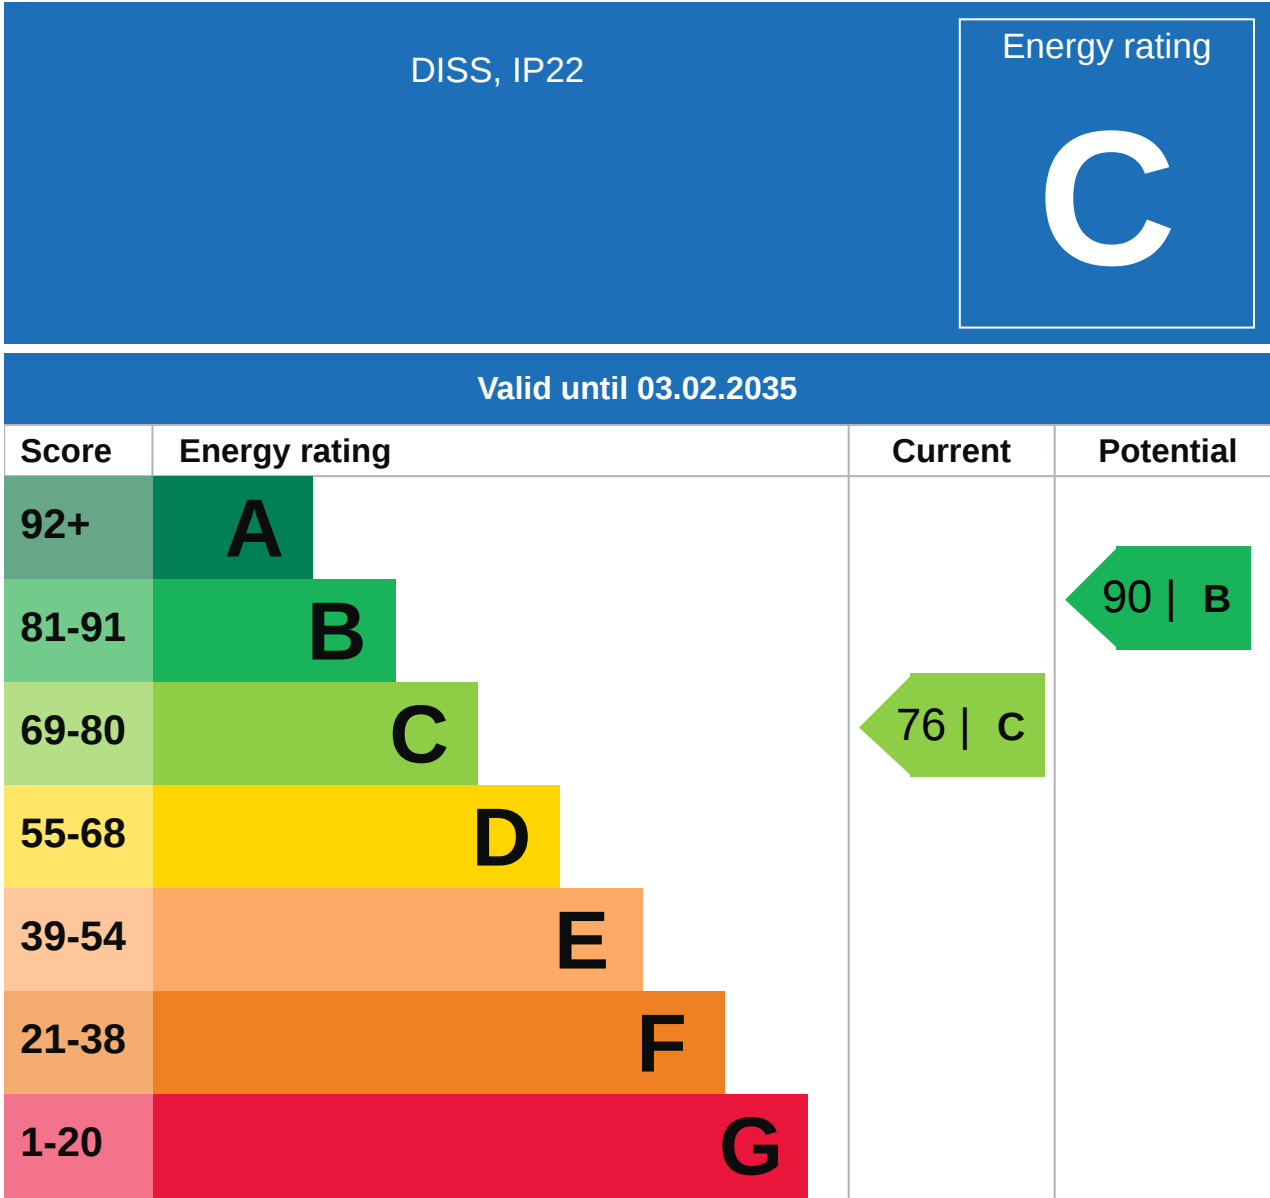 DISS, IP22
Energy rating
C
Valid until 03.02.2035
Score Energy rating Current Potential
92+ A
81-91 B
90 | B
69-80 C
76 | C
55-68 D
39-54 E
21-38 F
1-20 G